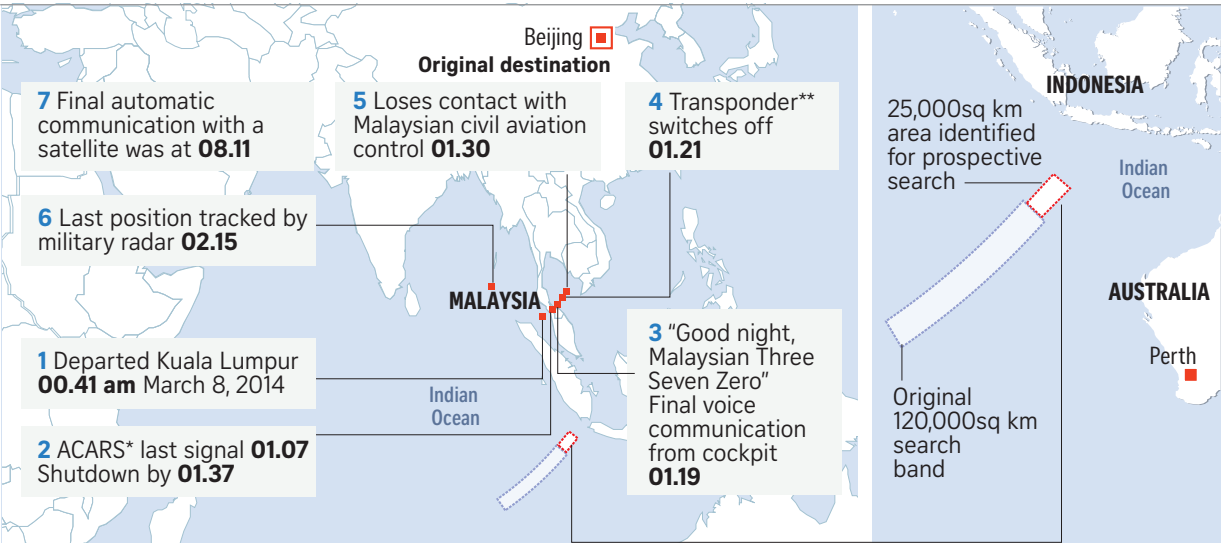 Beijing
Original destination
7 Final automatic
communication with a
satellite was at 08.11
5 Loses contact with
Malaysian civil aviation
control 01.30
4 Transponder**
switches off
01.21
6 Last position tracked by
military radar 02.15
MALAYSIA
1 Departed Kuala Lumpur
00.41 am March 8, 2014
2 ACARS* last signal 01.07
Shutdown by 01.37
Indian
Ocean
3 "Good night,
Malaysian Three
Seven Zero"
Final voice
communication
from cockpit
01.19
INDONESIA
25,000sq km
area identified
for prospective
search
Indian
Ocean
AUSTRALIA
Perth
Original
120,000sq km
search
band